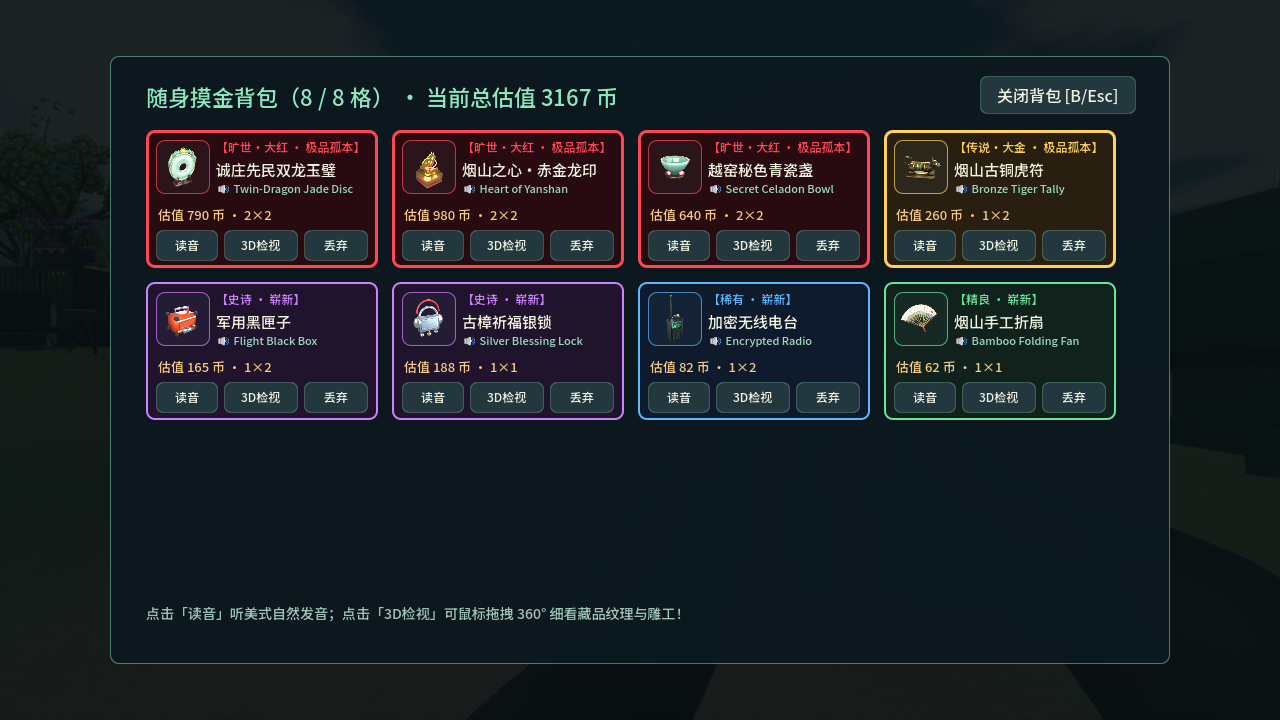 随身摸金背包（8 / 8 格） · 当前总估值 3167 币
关闭背包 [B/Esc]
【旷世·大红 · 极品孤本】
诚庄先民双龙玉璧
Twin-Dragon Jade Disc
估值 790 币 · 2×2
读音 3D检视 丢弃
【旷世·大红 · 极品孤本】
烟山之心·赤金龙印
Heart of Yanshan
估值 980 币 · 2×2
读音 3D检视 丢弃
【旷世·大红 · 极品孤本】
越窑秘色青瓷盏
Secret Celadon Bowl
估值 640 币 · 2×2
读音 3D检视 丢弃
【传说·大金 · 极品孤本】
烟山古铜虎符
Bronze Tiger Tally
估值 260 币 · 1×2
读音 3D检视 丢弃
【史诗 · 崭新】
军用黑匣子
Flight Black Box
估值 165 币 · 1×2
读音 3D检视 丢弃
【史诗 · 崭新】
古樟祈福银锁
Silver Blessing Lock
估值 188 币 · 1×1
读音 3D检视 丢弃
【稀有 · 崭新】
加密无线电台
Encrypted Radio
估值 82 币 · 1×2
读音 3D检视 丢弃
【精良 · 崭新】
烟山手工折扇
Bamboo Folding Fan
估值 62 币 · 1×1
读音 3D检视 丢弃
点击「读音」听美式自然发音；点击「3D检视」可鼠标拖拽 360° 细看藏品纹理与雕工！